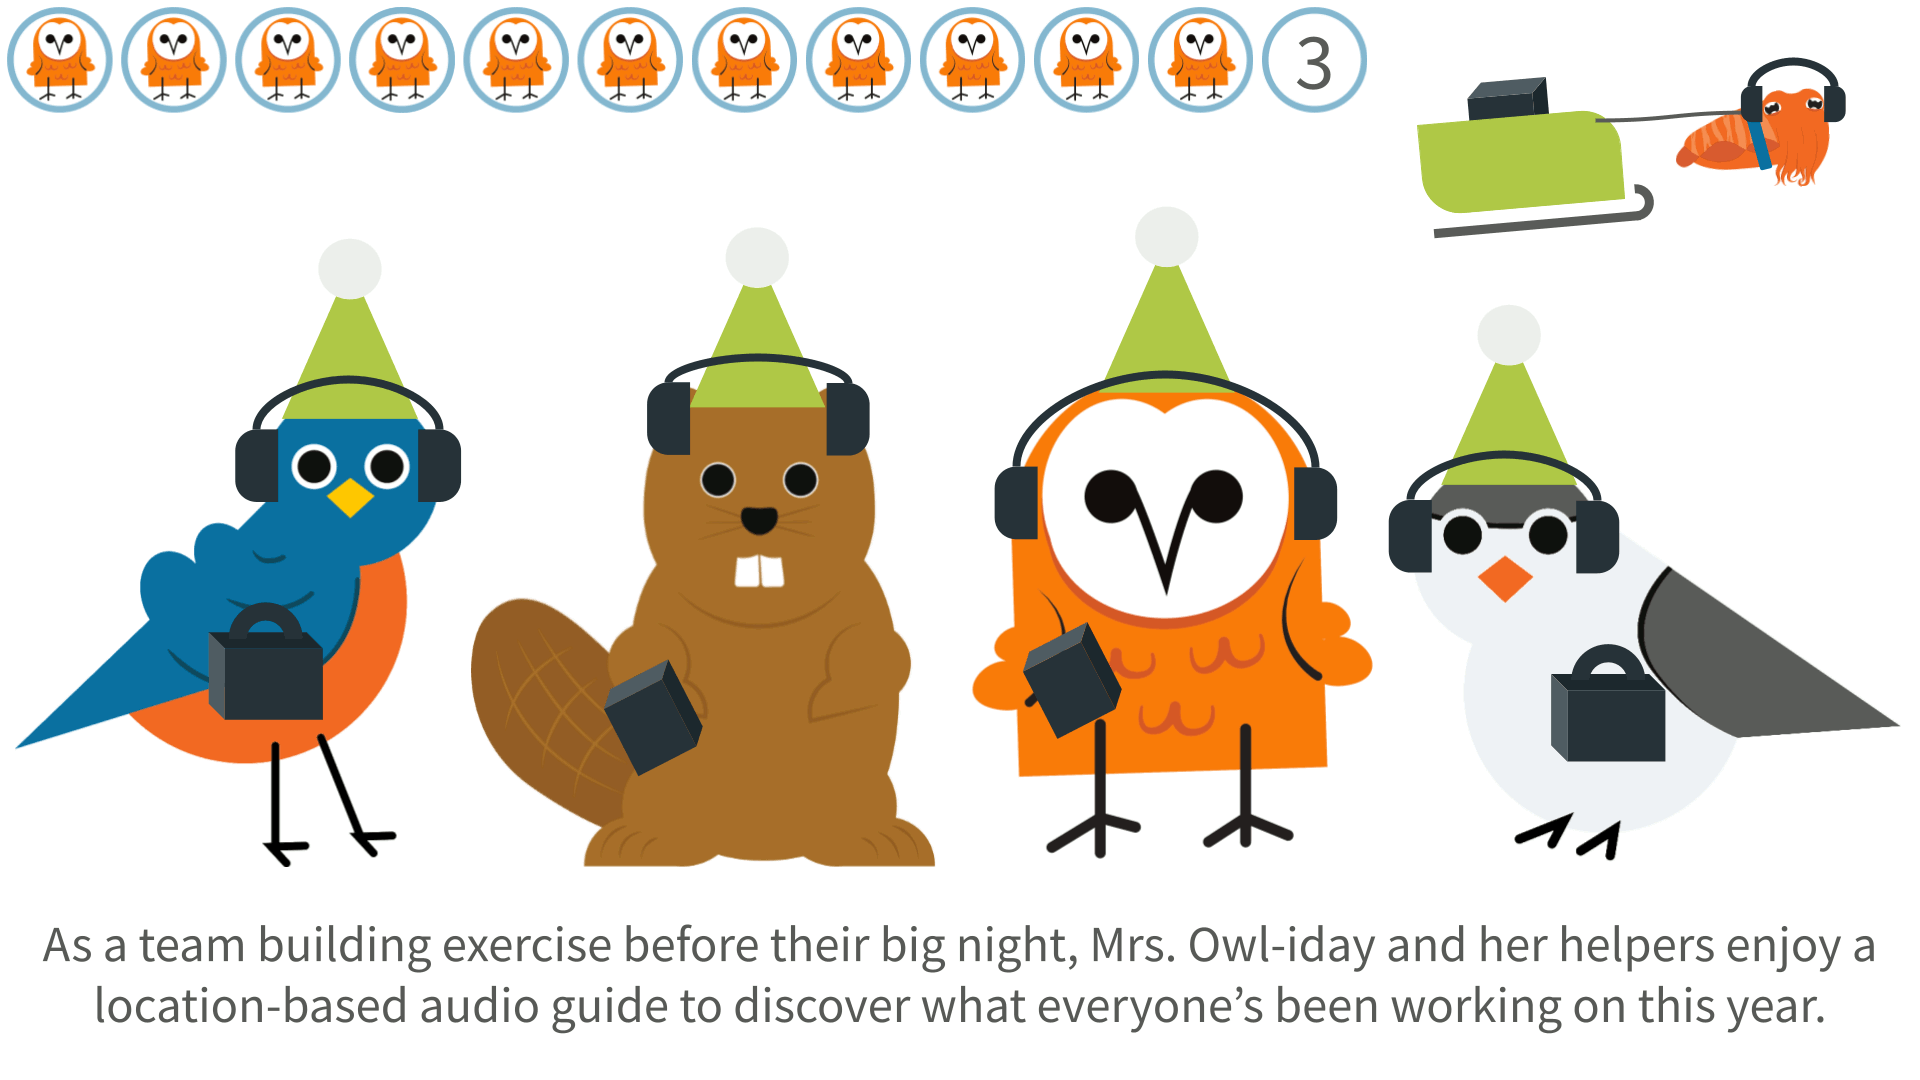 3
As a team building exercise before their big night, Mrs. Owl-iday and her helpers enjoy a
location-based audio guide to discover what everyone’s been working on this year.